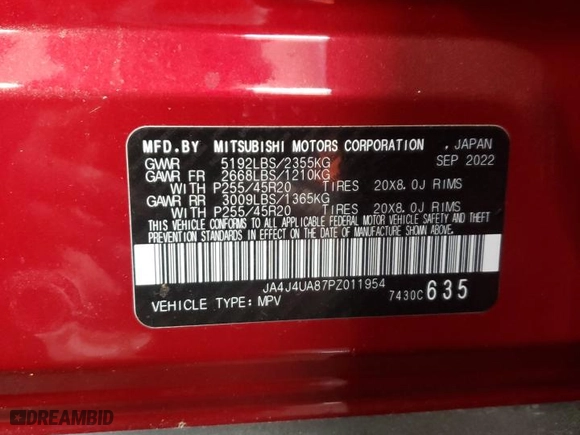 MFD.BY MITSUBISHI MOTORS CORPORATION , JAPAN
GVWR 5192LBS/2355KG SEP 2022
GAWR FR 2668LBS/1210KG
WITH P255/45R20 TIRES 20X8.0J RIMS
GAWR RR 3009LBS/1365KG
WITH P255/45R20 TIRES 20X8.0J RIMS
THIS VEHICLE CONFORMS TO ALL APPLICABLE FEDERAL MOTOR VEHICLE SAFETY AND THEFT
PREVENTION STANDARDS IN EFFECT ON THE DATE OF MANUFACTURE SHOWN ABOVE.
JA4J4UA87PZ011954
VEHICLE TYPE: MPV 7430C 635
DREAMBID